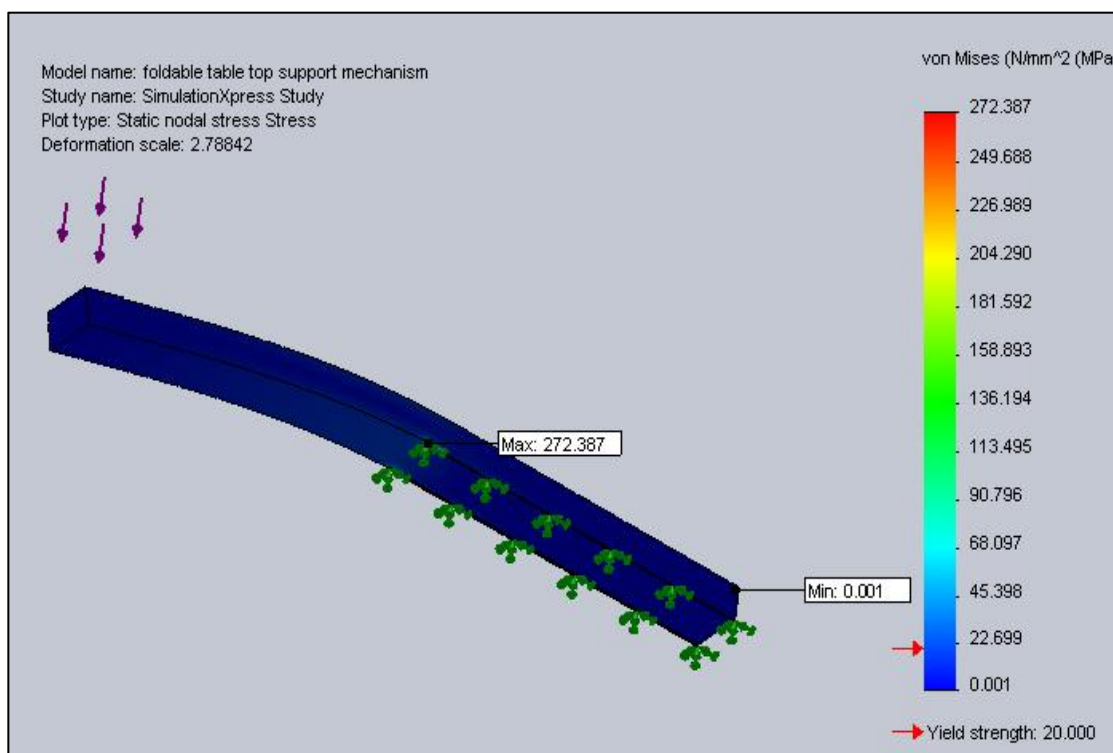 Model name: foldable table top support mechanism
Study name: SimulationXpress Study
Plot type: Static nodal stress Stress
Deformation scale: 2.78842
von Mises (N/mm^2 (MPa
272.387
249.688
226.989
204.290
181.592
158.893
136.194
113.495
90.796
68.097
45.398
22.699
0.001
Yield strength: 20.000
Max: 272.387
Min: 0.001